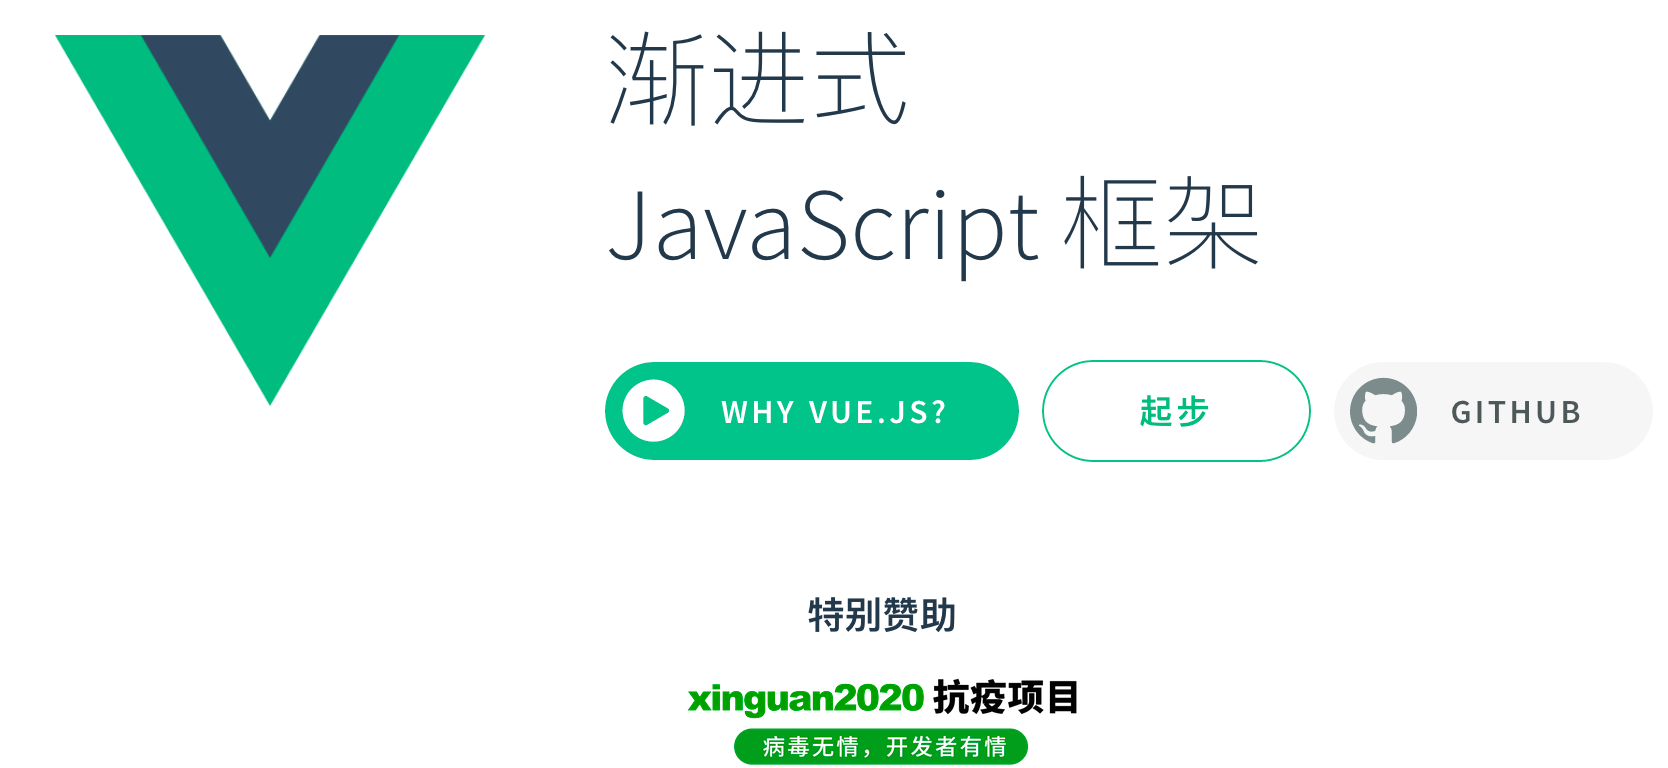 渐进式
JavaScript 框架
WHY VUE.JS?
起步
GITHUB
特别赞助
xinguan2020 抗疫项目
病毒无情，开发者有情